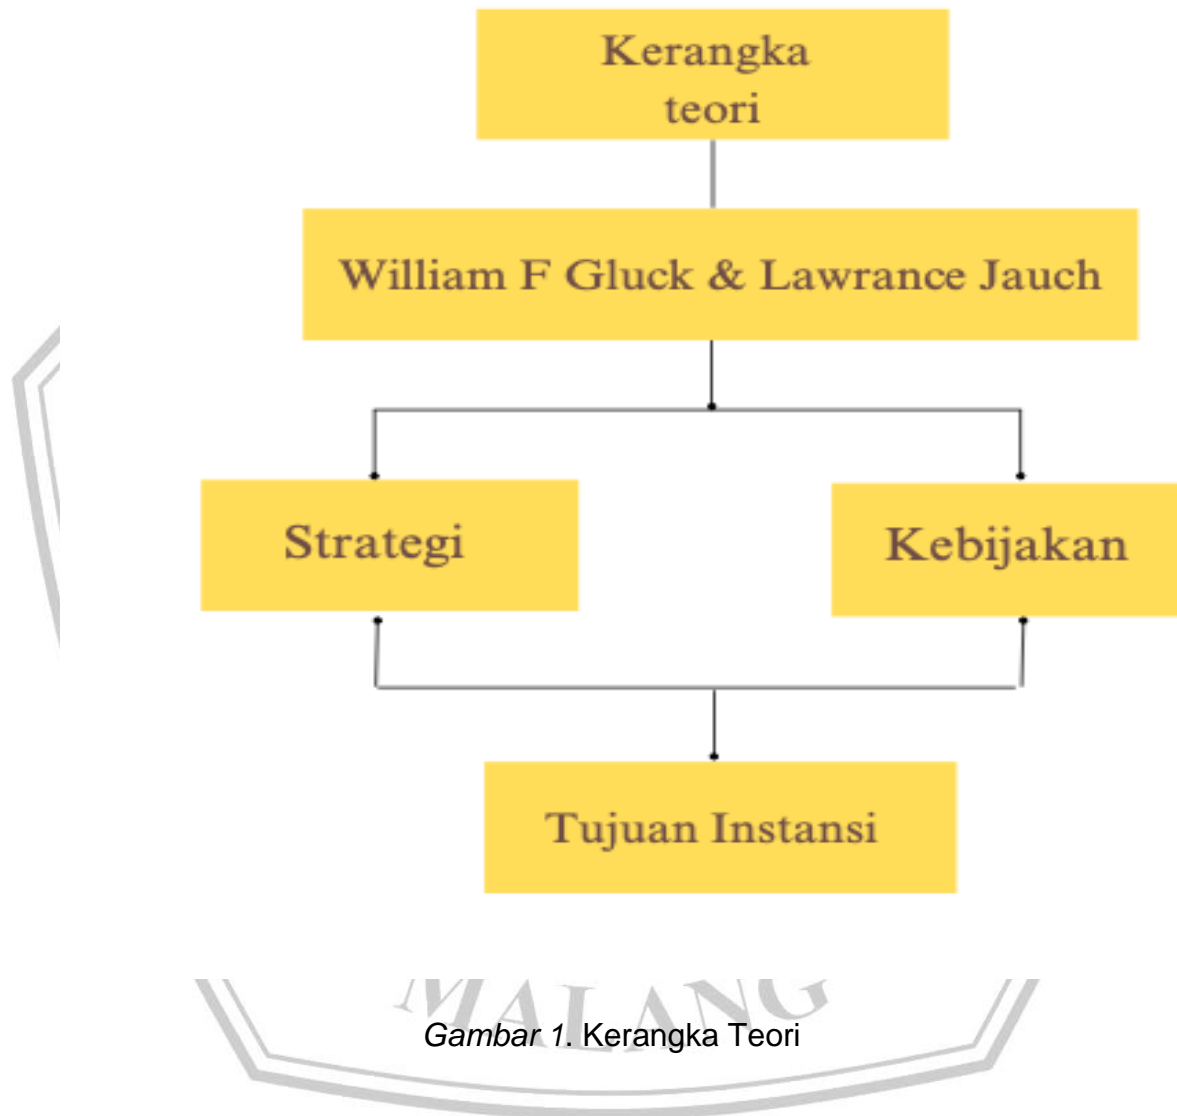 Kerangka
teori
William F Gluck & Lawrance Jauch
Strategi
Kebijakan
Tujuan Instansi
MALANG
Gambar 1. Kerangka Teori